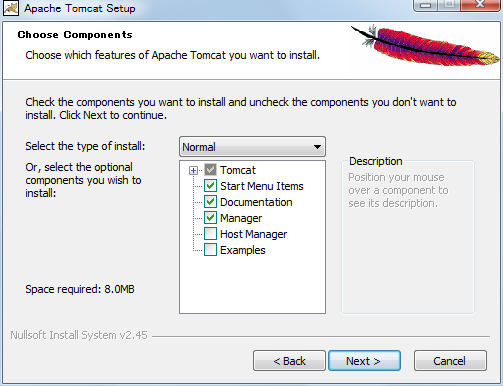 Apache Tomcat Setup
Choose Components
Choose which features of Apache Tomcat you want to install.
Check the components you want to install and uncheck the components you don't want to
install. Click Next to continue.
Select the type of install:
Normal
Or, select the optional
components you wish to
install:
Tomcat
Start Menu Items
Documentation
Manager
Host Manager
Examples
Description
Position your mouse
over a component to
see its description.
Space required: 8.0MB
Nullsoft Install System v2.45
< Back
Next >
Cancel